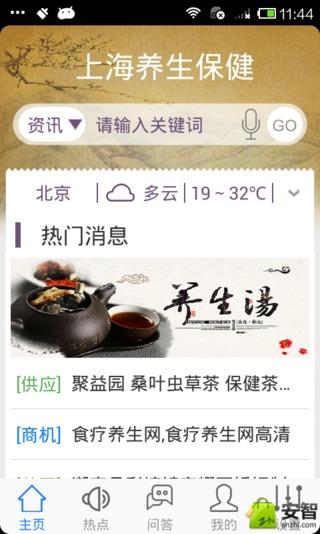 11:44
上海养生保健
资讯 请输入关键词 GO
北京 多云 19 ~ 32℃
热门消息
养生湯
[供应] 聚益园 桑叶虫草茶 保健茶...
[商机] 食疗养生网,食疗养生网高清
主页 热点 问答 我的
安智
anzhi.com